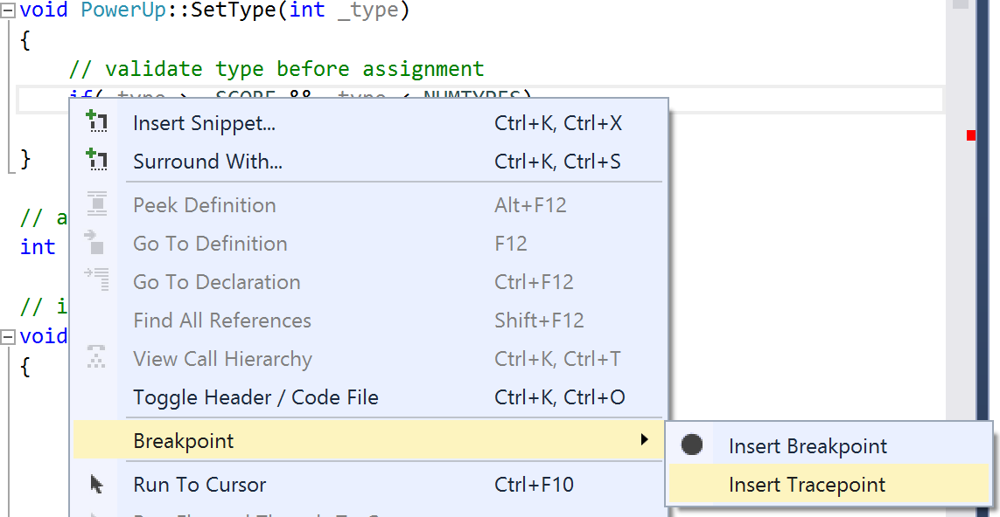 void PowerUp::SetType(int _type)
{
// validate type before assignment
if(_type > _SCORE && _type < NUMTYPES)
Insert Snippet... Ctrl+K, Ctrl+X
Surround With... Ctrl+K, Ctrl+S
}
Peek Definition Alt+F12
// a
Go To Definition F12
int
Go To Declaration Ctrl+F12
// i
Find All References Shift+F12
void
View Call Hierarchy Ctrl+K, Ctrl+T
{
Toggle Header / Code File Ctrl+K, Ctrl+O
Breakpoint
Insert Breakpoint
Run To Cursor Ctrl+F10
Insert Tracepoint